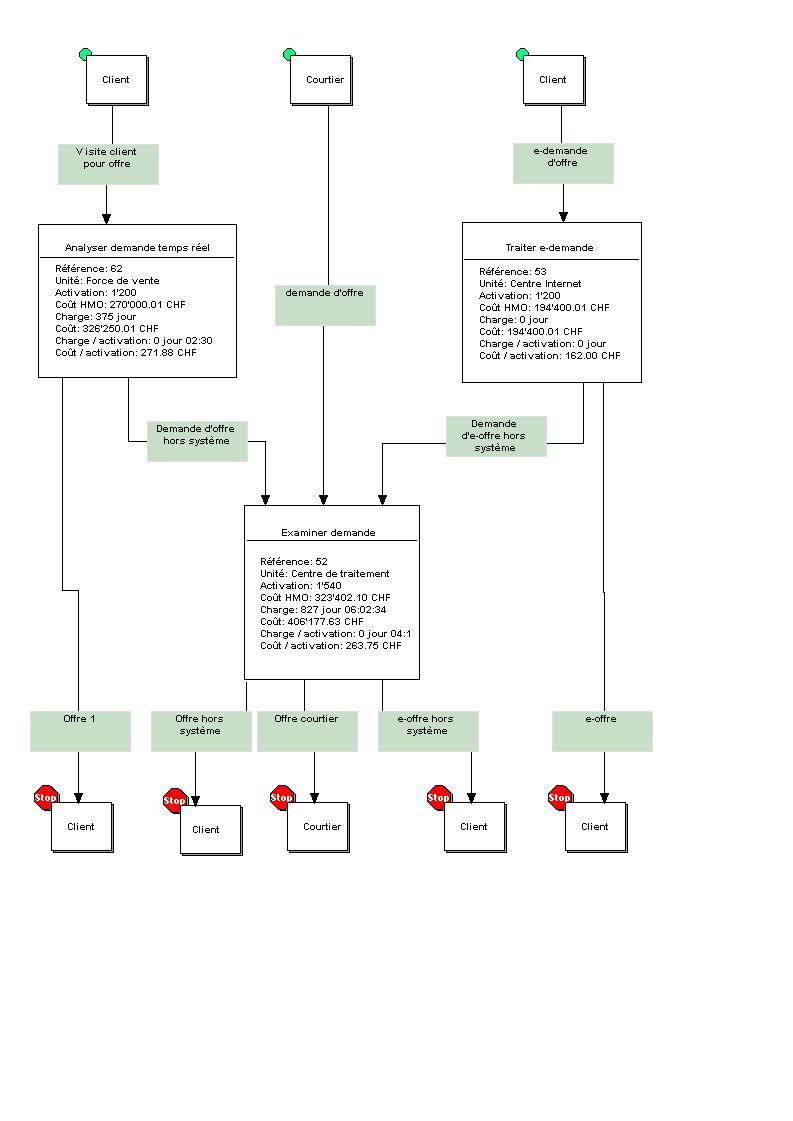 Client
Courtier
Client
Visite client
pour offre
e-demande
d'offre
Analyser demande temps réel
Référence: 62
Unité: Force de vente
Activation: 1'200
Coût HMO: 270'000.01 CHF
Charge: 375 jour
Coût: 326'250.01 CHF
Charge / activation: 0 jour 02:30
Coût / activation: 271.88 CHF
demande d'offre
Traiter e-demande
Référence: 53
Unité: Centre Internet
Activation: 1'200
Coût HMO: 194'400.01 CHF
Charge: 0 jour
Coût: 194'400.01 CHF
Charge / activation: 0 jour
Coût / activation: 162.00 CHF
Demande d'offre
hors système
Demande
d'e-offre hors
système
Examiner demande
Référence: 52
Unité: Centre de traitement
Activation: 1'540
Coût HMO: 323'402.10 CHF
Charge: 827 jour 06:02:34
Coût: 406'177.63 CHF
Charge / activation: 0 jour 04:1
Coût / activation: 263.75 CHF
Offre 1
Offre hors
système
Offre courtier
e-offre hors
système
e-offre
Stop
Client
Stop
Client
Stop
Courtier
Stop
Client
Stop
Client